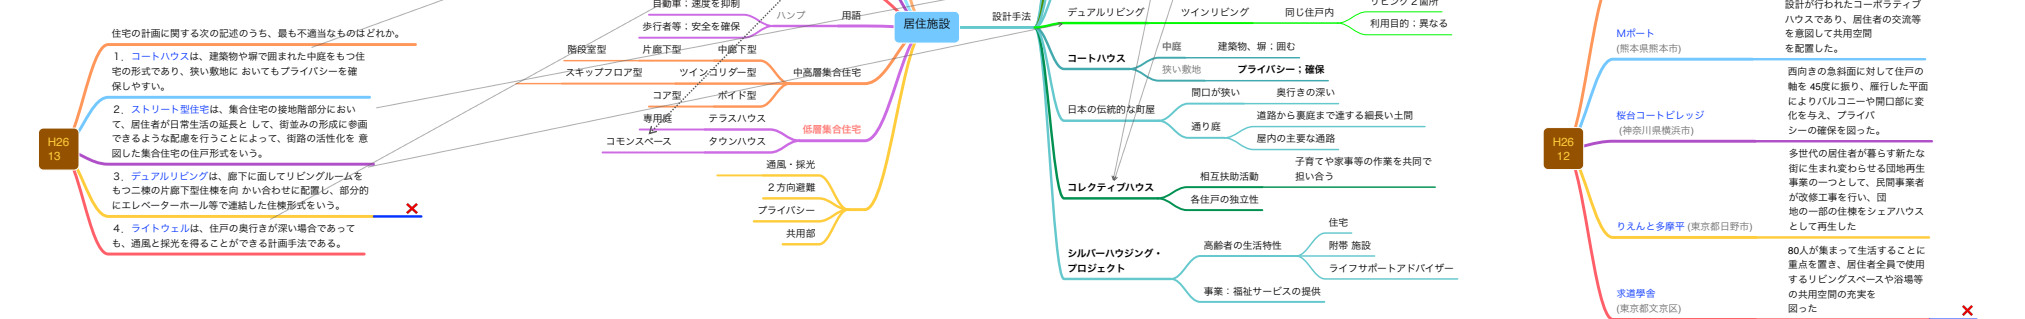 住宅の計画に関する次の記述のうち、最も不適当なものはどれか。
H26
13
1．コートハウスは、建築物や塀で囲まれた中庭をもつ住
宅の形式であり、狭い敷地に おいてもプライバシーを確
保しやすい。
2．ストリート型住宅は、集合住宅の接地階部分におい
て、居住者が日常生活の延長と して、街並みの形成に参画
できるような配慮を行うことによって、街路の活性化を 意
図した集合住宅の住戸形式をいう。
3．デュアルリビングは、廊下に面してリビングルームを
もつ二棟の片廊下型住棟を向 かい合わせに配置し、部分的
にエレベーターホール等で連結した住棟形式をいう。
4．ライトウェルは、住戸の奥行きが深い場合であって
も、通風と採光を得ることができる計画手法である。
居住施設
用語
ハンプ
自動車；速度を抑制
歩行者等；安全を確保
中高層集合住宅
階段室型 片廊下型 中廊下型
スキップフロア型 ツインコリダー型
コア型 ボイド型
低層集合住宅
専用庭 テラスハウス
コモンスペース タウンハウス
通風・採光
2方向避難
プライバシー
共用部
設計手法
デュアルリビング ツインリビング 同じ住戸内
リビング2箇所
利用目的；異なる
コートハウス
中庭 建築物、塀；囲む
狭い敷地 プライバシー；確保
日本の伝統的な町屋
間口が狭い 奥行きの深い
通り庭
道路から裏庭まで達する細長い土間
屋内の主要な通路
コレクティブハウス
相互扶助活動
子育てや家事等の作業を共同で
担い合う
各住戸の独立性
シルバーハウジング・
プロジェクト
高齢者の生活特性
住宅
附帯 施設
ライフサポートアドバイザー
事業：福祉サービスの提供
H26
12
Mポート
(熊本県熊本市)
設計が行われたコーポラティブ
ハウスであり、居住者の交流等
を意図して共用空間
を配置した。
桜台コートビレッジ
(神奈川県横浜市)
西向きの急斜面に対して住戸の
軸を 45度に振り、雁行した平面
によりバルコニーや開口部に変
化を与え、プライバ
シーの確保を図った。
りえんと多摩平 (東京都日野市)
多世代の居住者が暮らす新たな
街に生まれ変わらせる団地再生
事業の一つとして、民間事業者
が改修工事を行い、団
地の一部の住棟をシェアハウス
として再生した
求道學舎
(東京都文京区)
80人が集まって生活することに
重点を置き、居住者全員で使用
するリビングスペースや浴場等
の共用空間の充実を
図った